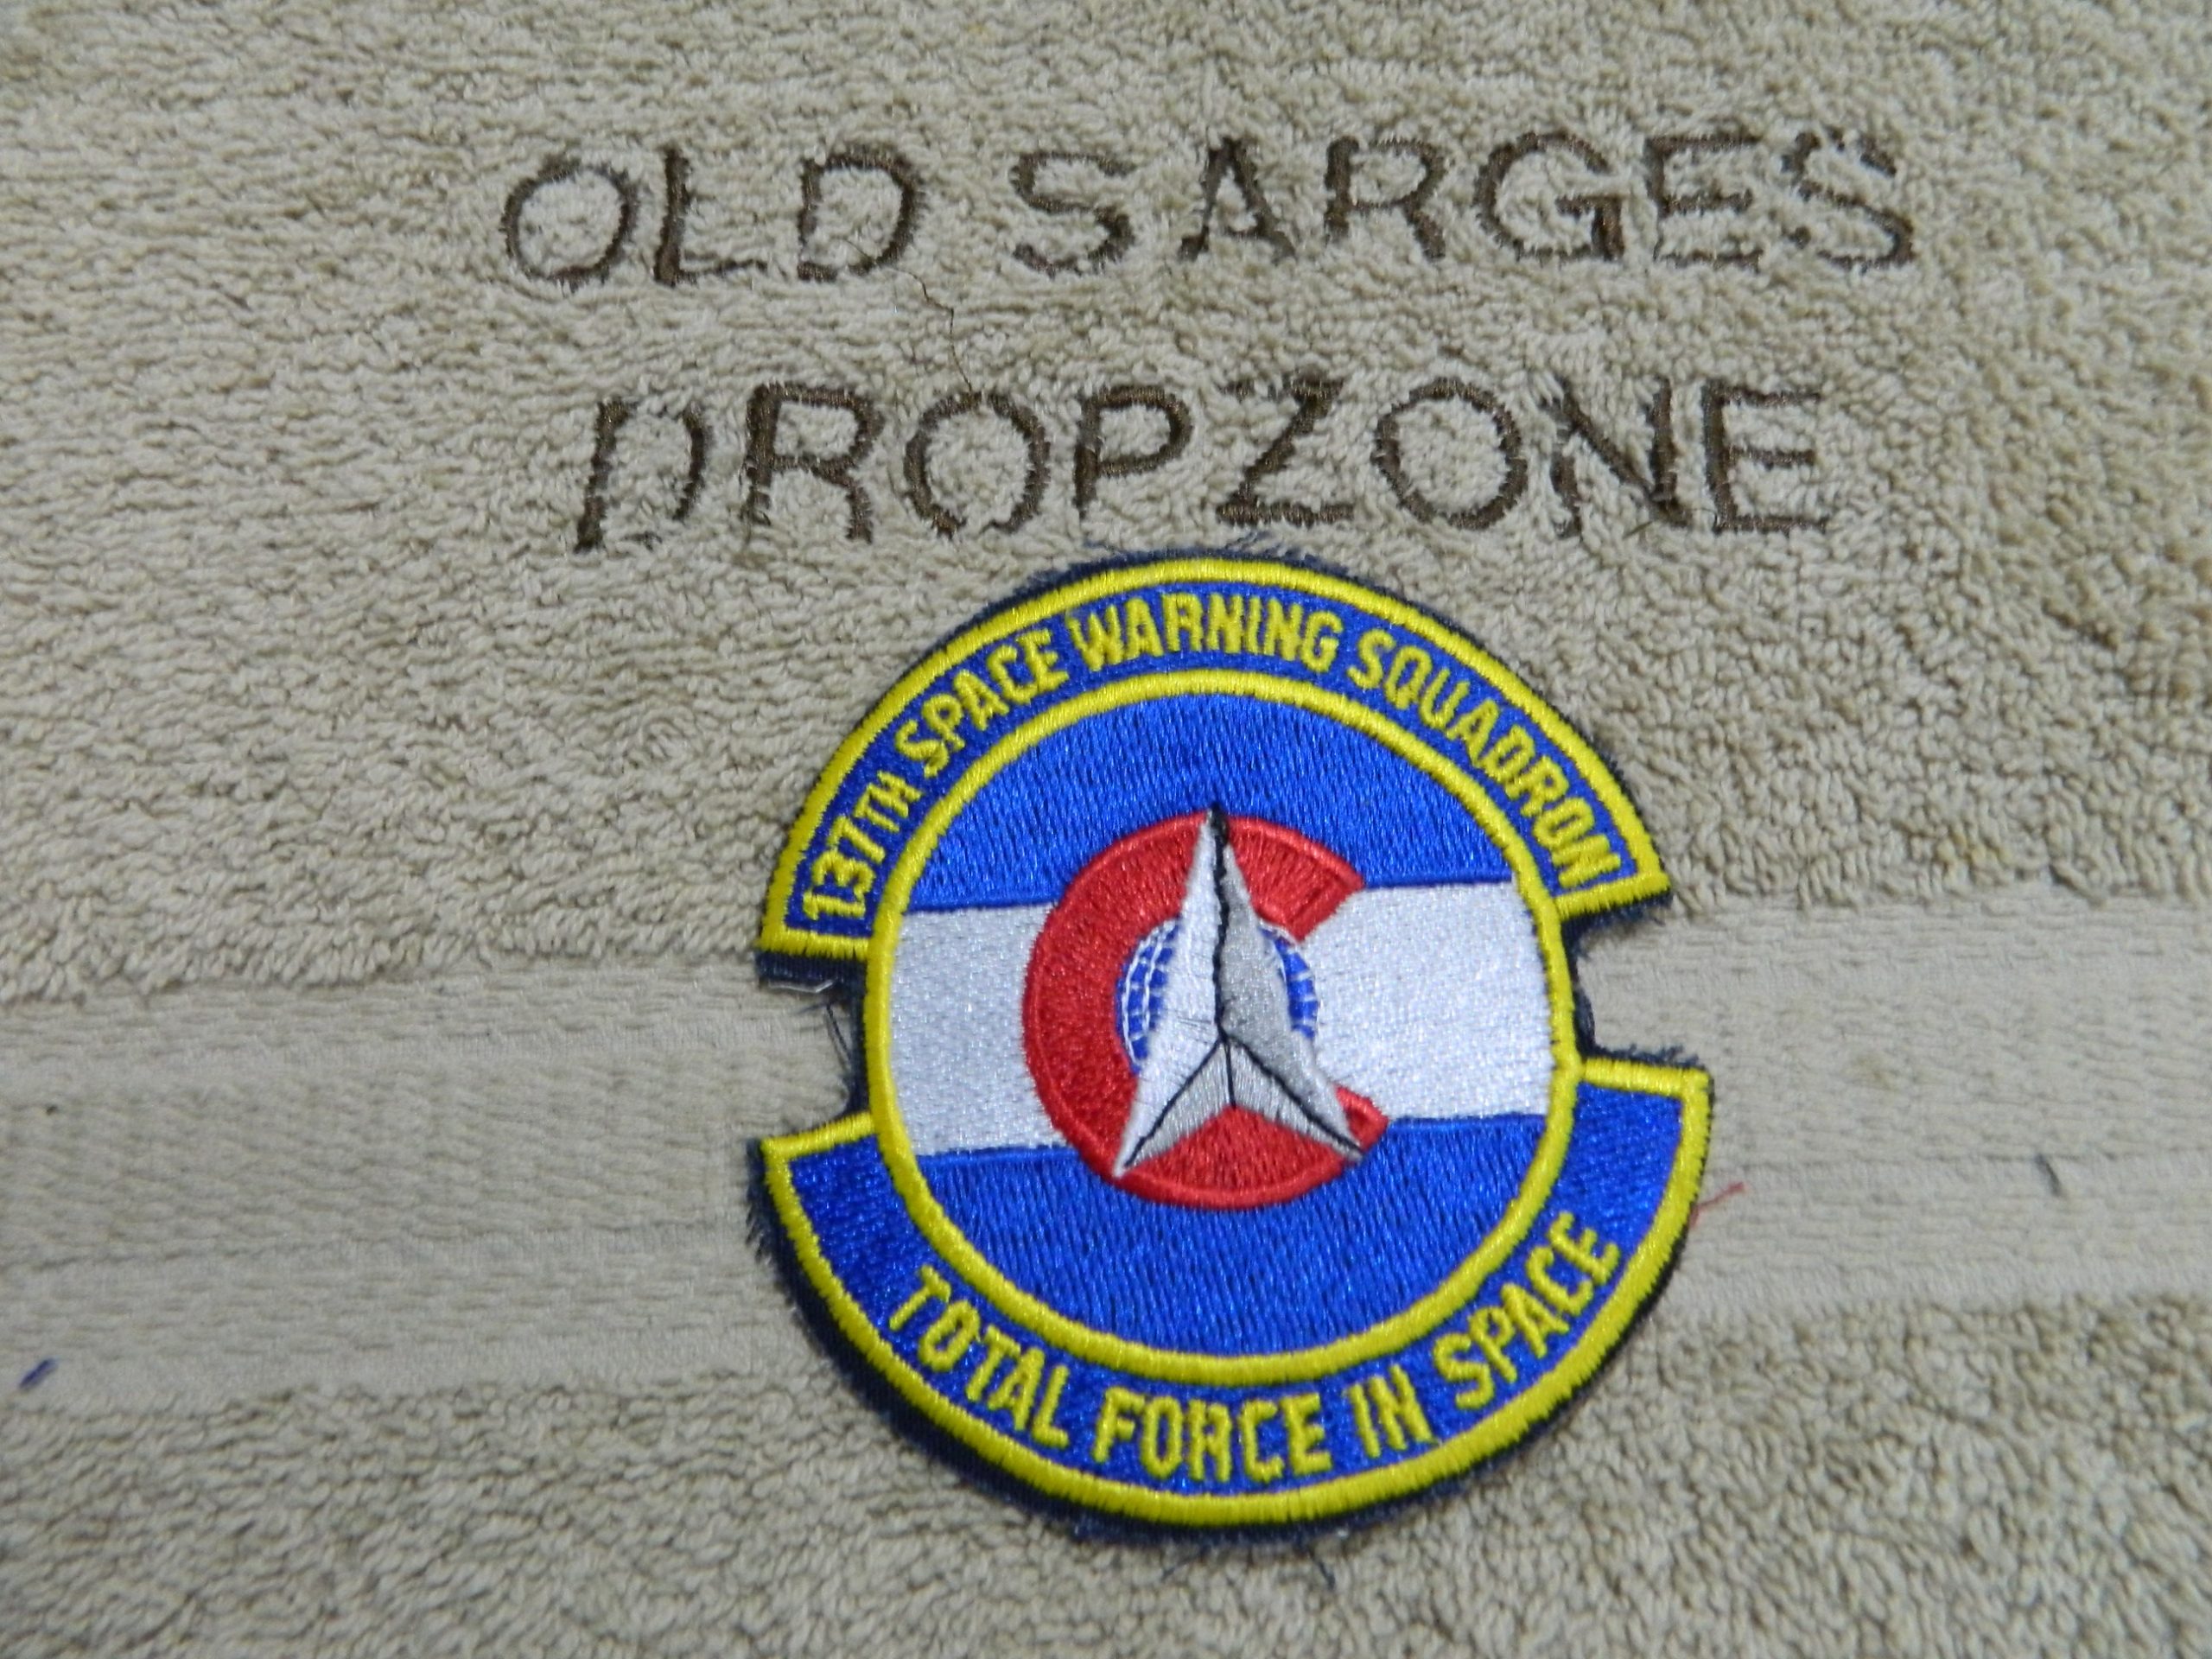 OLD SARGES
DROPZONE
137TH SPACE WARNING SQUADRON
TOTAL FORCE IN SPACE